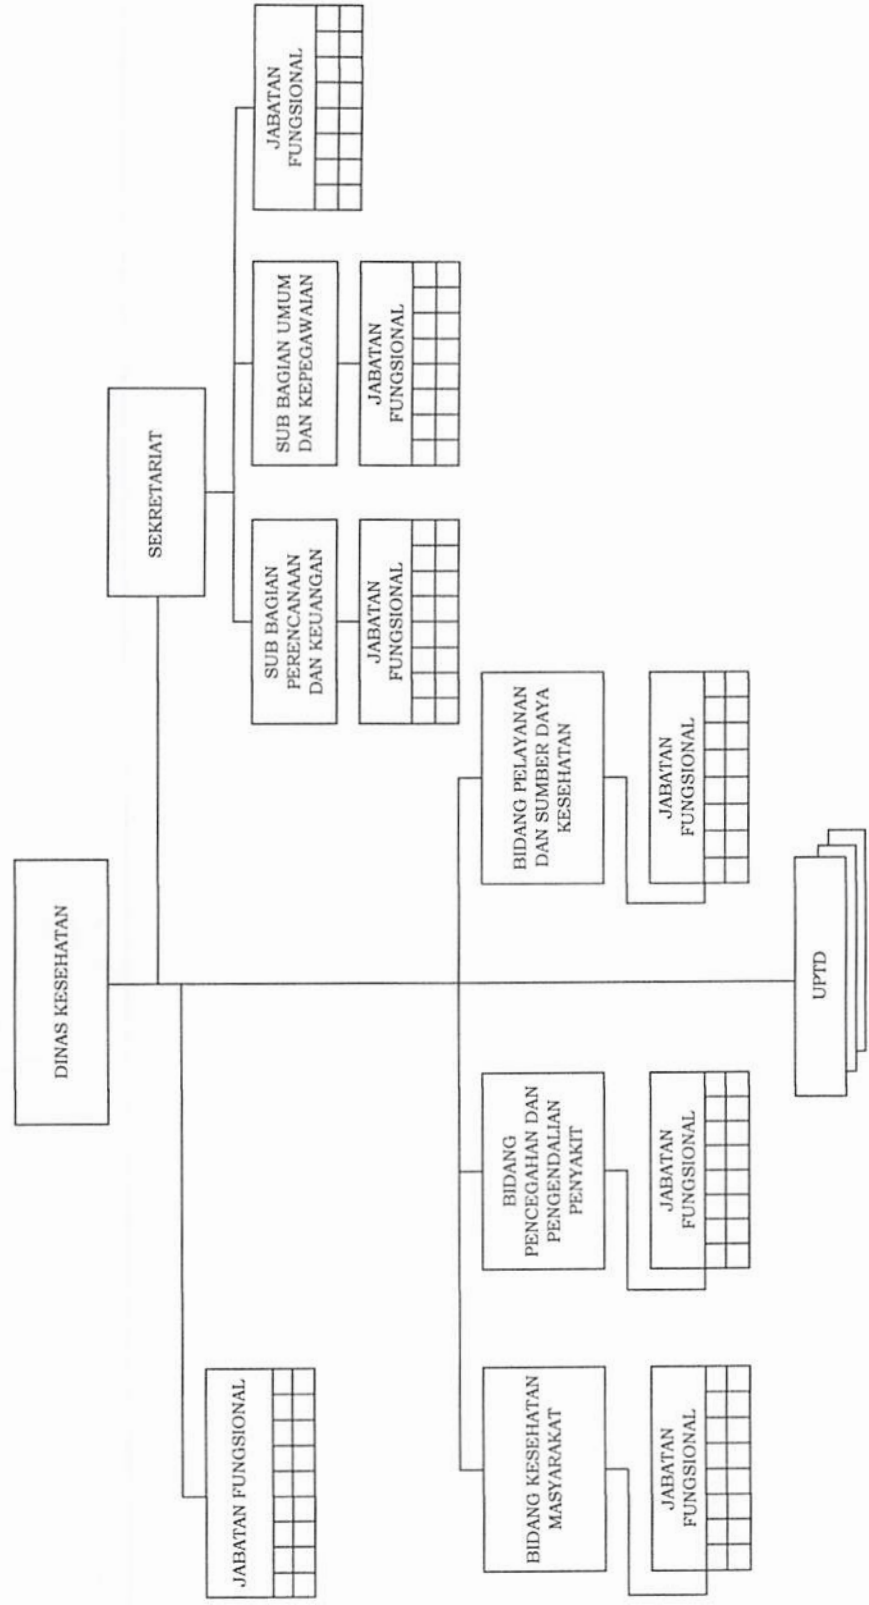 DINAS KESEHATAN
SEKRETARIAT
JABATAN FUNGSIONAL
SUB BAGIAN
PERENCANAAN
DAN KEUANGAN
SUB BAGIAN UMUM
DAN KEPEGAWAIAN
JABATAN
FUNGSIONAL
JABATAN
FUNGSIONAL
JABATAN
FUNGSIONAL
BIDANG KESEHATAN
MASYARAKAT
BIDANG
PENCEGAHAN DAN
PENGENDALIAN
PENYAKIT
BIDANG PELAYANAN
DAN SUMBER DAYA
KESEHATAN
JABATAN
FUNGSIONAL
JABATAN
FUNGSIONAL
JABATAN
FUNGSIONAL
UPTD